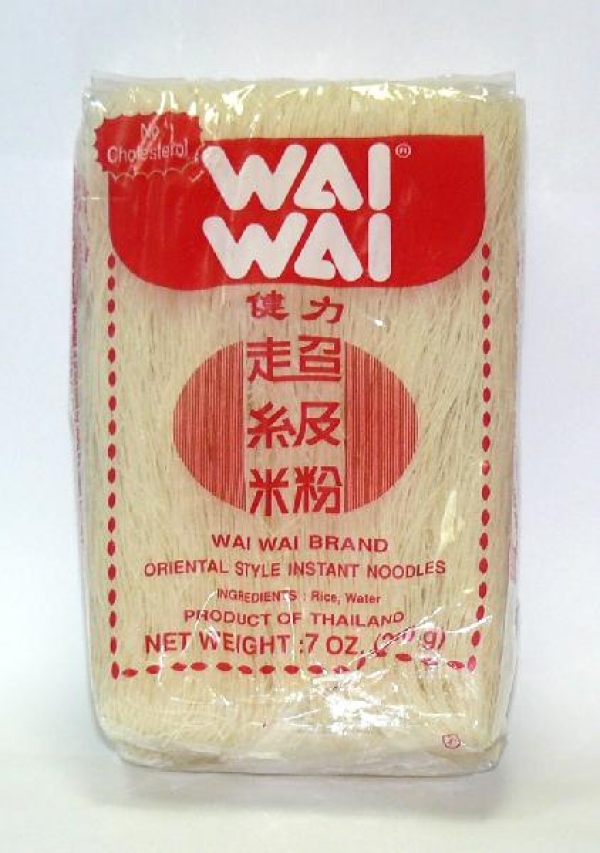 No
Cholesterol
WAI®
WAI
健力
超
級
米粉
WAI WAI BRAND
ORIENTAL STYLE INSTANT NOODLES
INGREDIENTS : Rice, Water
PRODUCT OF THAILAND
NET WEIGHT :7 OZ. g)